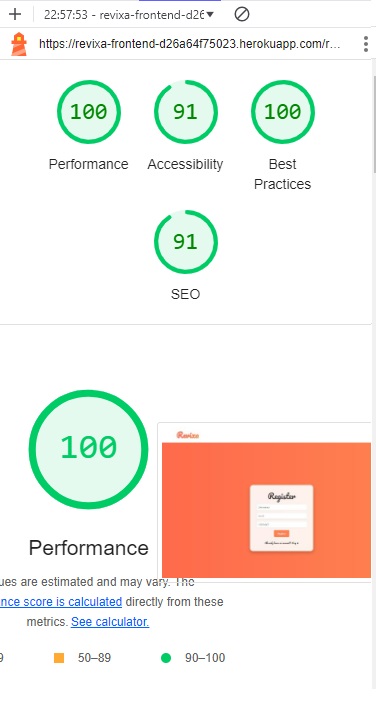 22:57:53 - revixa-frontend-d26
https://revixa-frontend-d26a64f75023.herokuapp.com/r...
100
91
100
Performance
Accessibility
Best
Practices
91
SEO
100
Revixa
Register
Register
Performance
ues are estimated and may vary. The
nce score is calculated directly from these
metrics. See calculator.
9
50–89
90–100